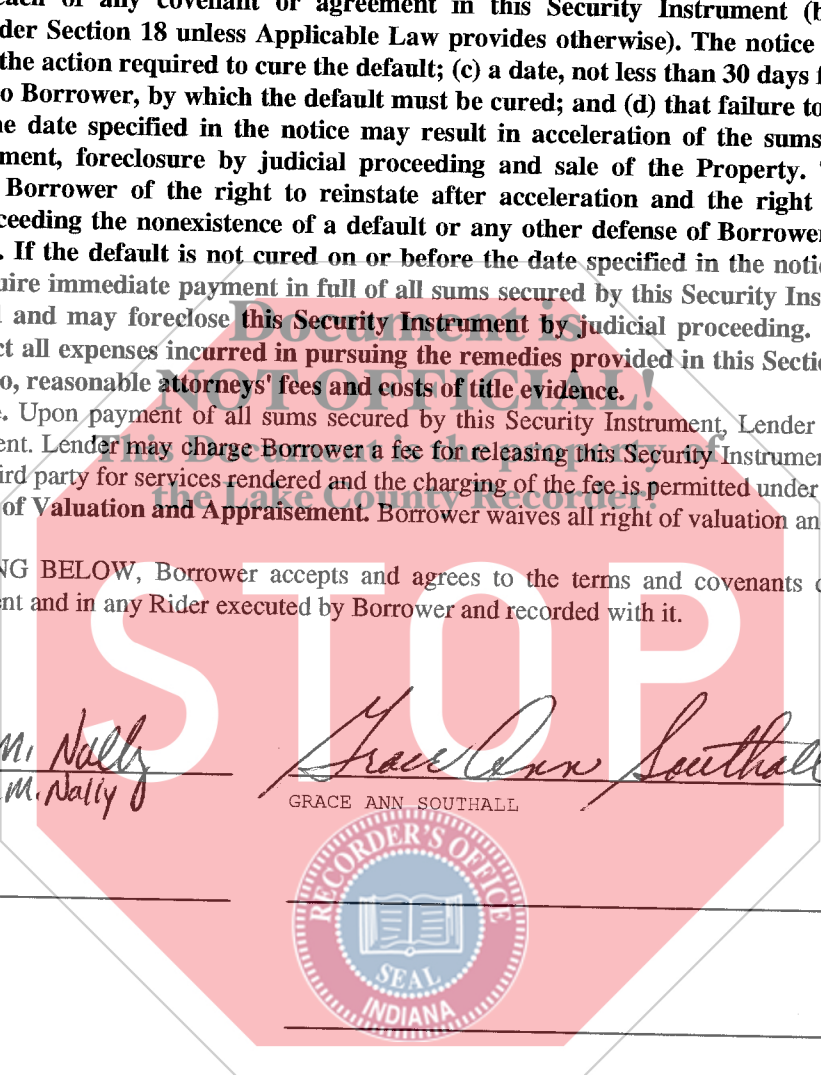 each or any covenant or agreement in this Security Instrument (b
der Section 18 unless Applicable Law provides otherwise). The notice
the action required to cure the default; (c) a date, not less than 30 days f
o Borrower, by which the default must be cured; and (d) that failure to
ne date specified in the notice may result in acceleration of the sums
ment, foreclosure by judicial proceeding and sale of the Property.
Borrower of the right to reinstate after acceleration and the right
ceeding the nonexistence of a default or any other defense of Borrower
. If the default is not cured on or before the date specified in the notic
uire immediate payment in full of all sums secured by this Security Ins
l and may foreclose this Security Instrument by judicial proceeding.
ct all expenses incurred in pursuing the remedies provided in this Sectio
o, reasonable attorneys' fees and costs of title evidence.
e. Upon payment of all sums secured by this Security Instrument, Lender
ent. Lender may charge Borrower a fee for releasing this Security Instrumen
ird party for services rendered and the charging of the fee is permitted under
of Valuation and Appraisement. Borrower waives all right of valuation an
NG BELOW, Borrower accepts and agrees to the terms and covenants c
nt and in any Rider executed by Borrower and recorded with it.
Document is
NOT OFFICIAL!
This Document is the property of
the Lake County Recorder!
STOP
M. Nally
Grace Ann Southall
M. Nally
GRACE ANN SOUTHALL
RECORDER'S OFFICE
SEAL
INDIANA